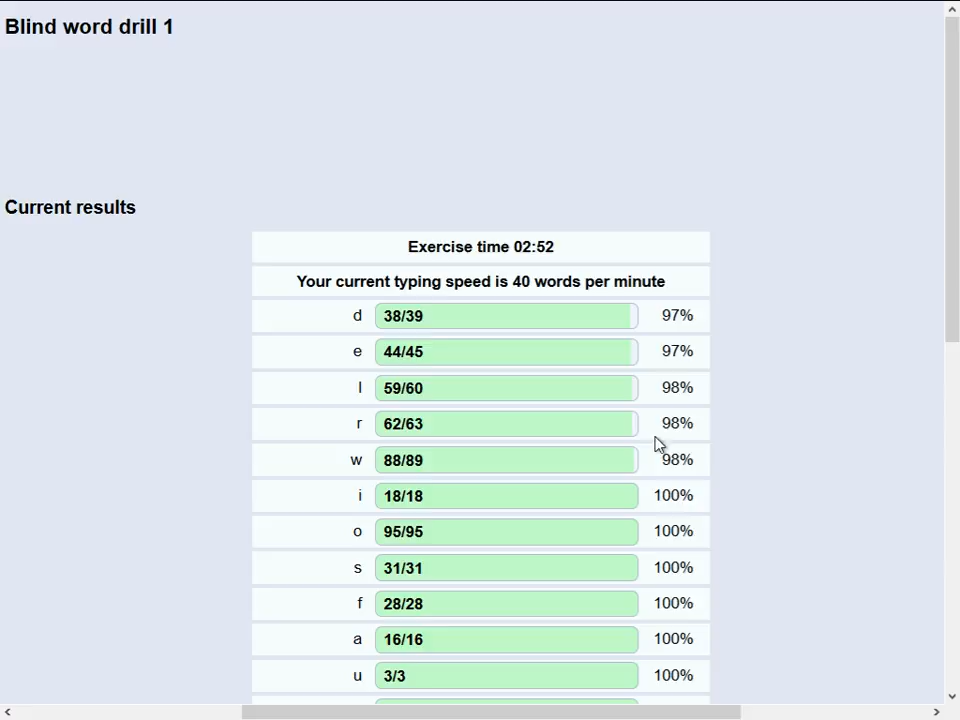 Blind word drill 1
Current results
Exercise time 02:52
Your current typing speed is 40 words per minute
d 38/39 97%
e 44/45 97%
l 59/60 98%
r 62/63 98%
w 88/89 98%
i 18/18 100%
o 95/95 100%
s 31/31 100%
f 28/28 100%
a 16/16 100%
u 3/3 100%